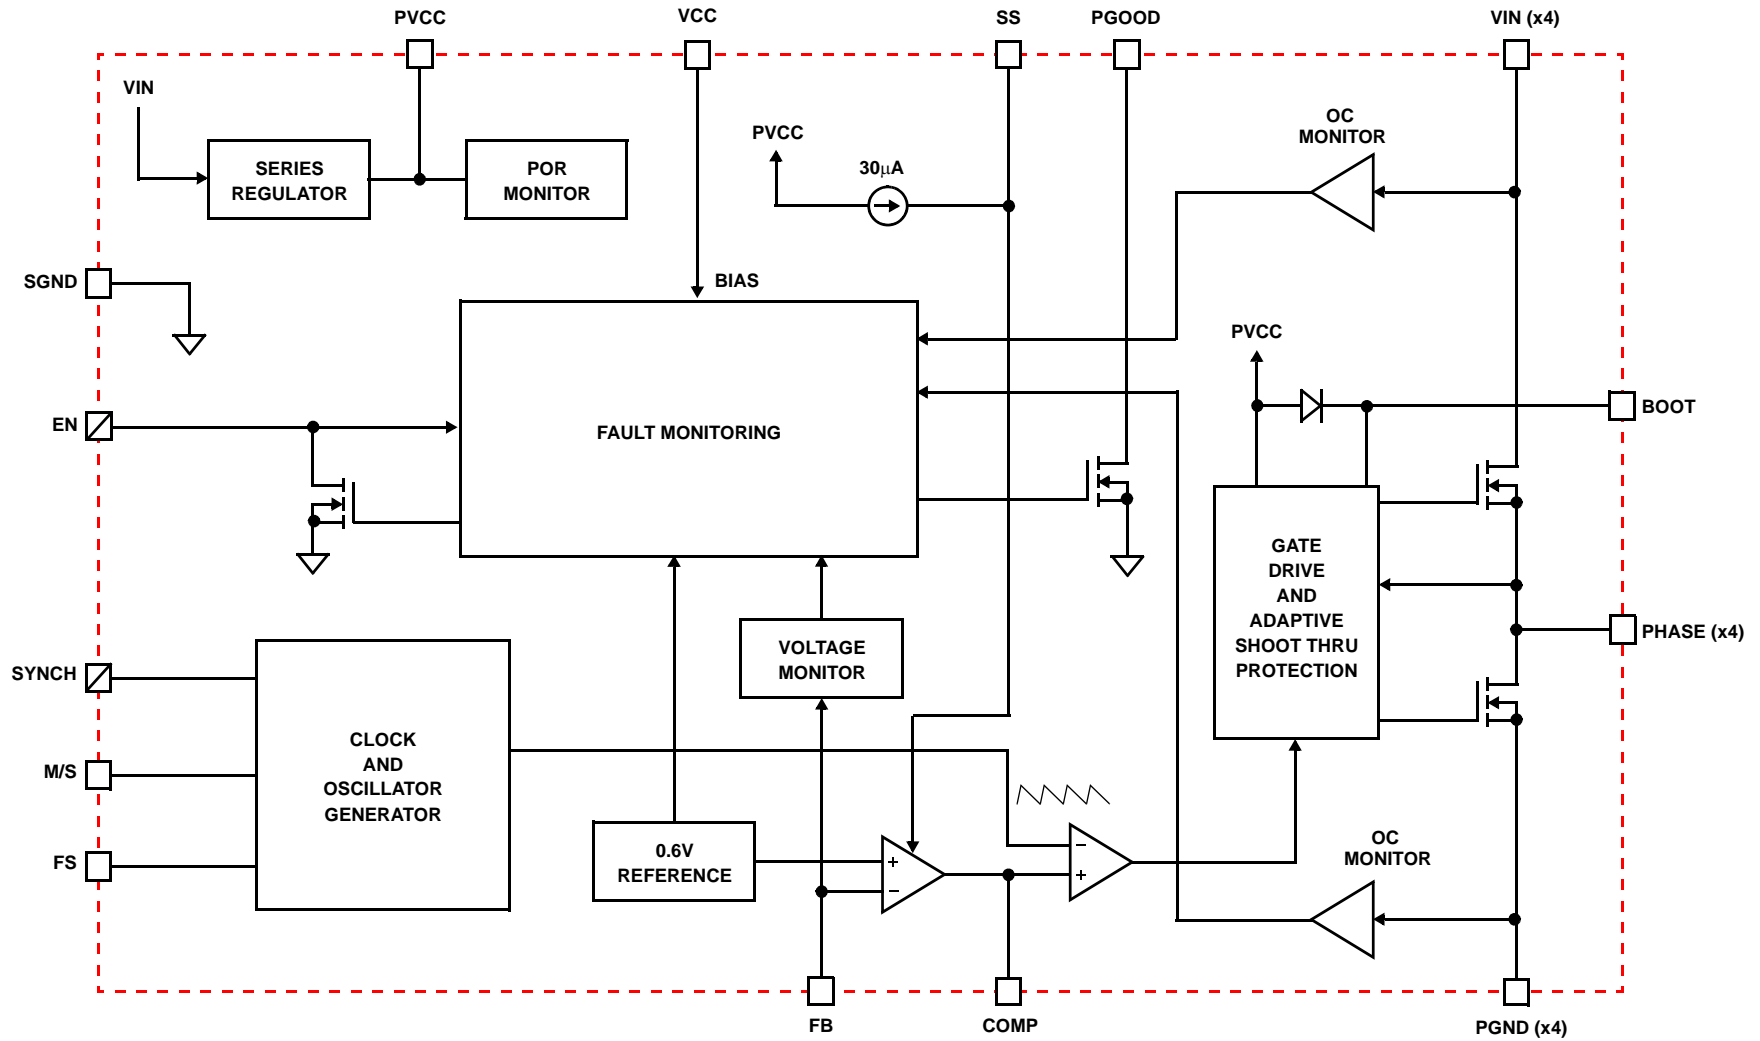 PVCC
VCC
SS
PGOOD
VIN (x4)
VIN
SERIES
REGULATOR
POR
MONITOR
PVCC
30μA
OC
MONITOR
SGND
BIAS
PVCC
BOOT
EN
FAULT MONITORING
GATE
DRIVE
AND
ADAPTIVE
SHOOT THRU
PROTECTION
PHASE (x4)
VOLTAGE
MONITOR
SYNCH
M/S
FS
CLOCK
AND
OSCILLATOR
GENERATOR
0.6V
REFERENCE
+
−
−
+
OC
MONITOR
FB
COMP
PGND (x4)